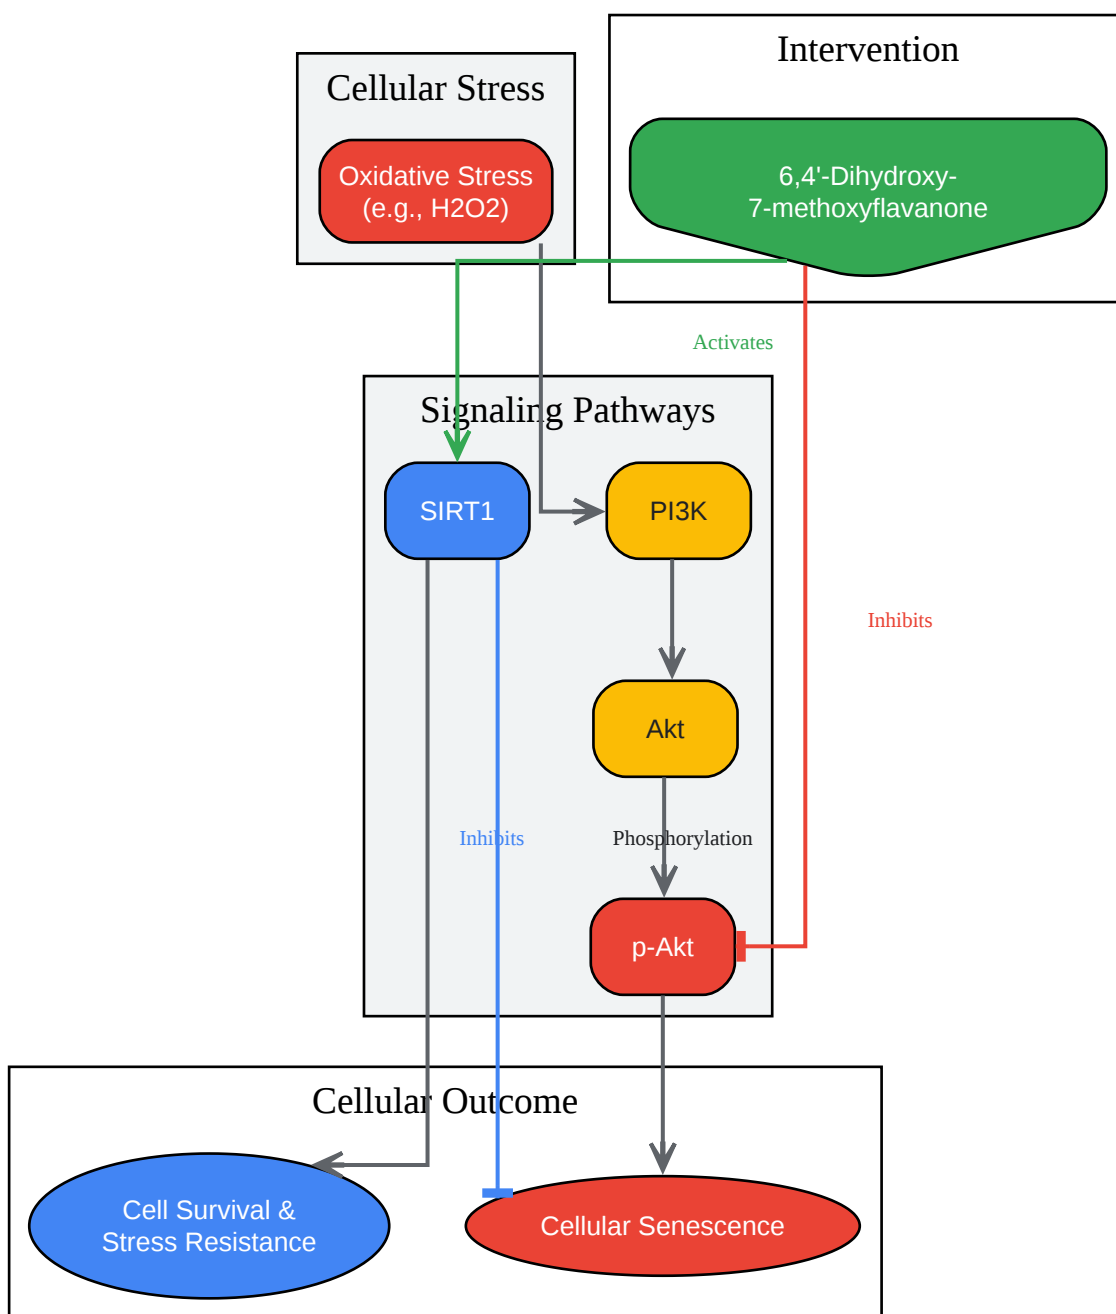 Intervention
Cellular Stress
6,4'-Dihydroxy-
7-methoxyflavanone
Oxidative Stress
(e.g., H2O2)
Activates
Signaling Pathways
SIRT1
PI3K
Inhibits
Akt
Inhibits
Phosphorylation
p-Akt
Cellular Outcome
Cell Survival &
Stress Resistance
Cellular Senescence